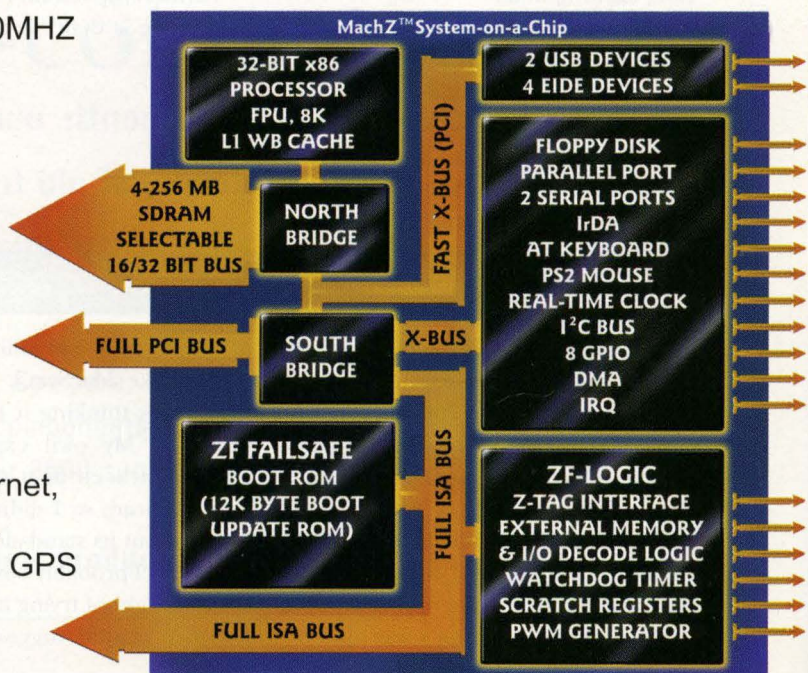 0MHZ
rnet,
GPS
MachZ™System-on-a-Chip
32-BIT x86
PROCESSOR
FPU, 8K
L1 WB CACHE
2 USB DEVICES
4 EIDE DEVICES
4-256 MB
SDRAM
SELECTABLE
16/32 BIT BUS
NORTH
BRIDGE
FAST X-BUS (PCI)
FLOPPY DISK
PARALLEL PORT
2 SERIAL PORTS
IrDA
AT KEYBOARD
PS2 MOUSE
REAL-TIME CLOCK
I²C BUS
8 GPIO
DMA
IRQ
FULL PCI BUS
SOUTH
BRIDGE
X-BUS
ZF FAILSAFE
BOOT ROM
(12K BYTE BOOT
UPDATE ROM)
FULL ISA BUS
ZF-LOGIC
Z-TAG INTERFACE
EXTERNAL MEMORY
& I/O DECODE LOGIC
WATCHDOG TIMER
SCRATCH REGISTERS
PWM GENERATOR
FULL ISA BUS